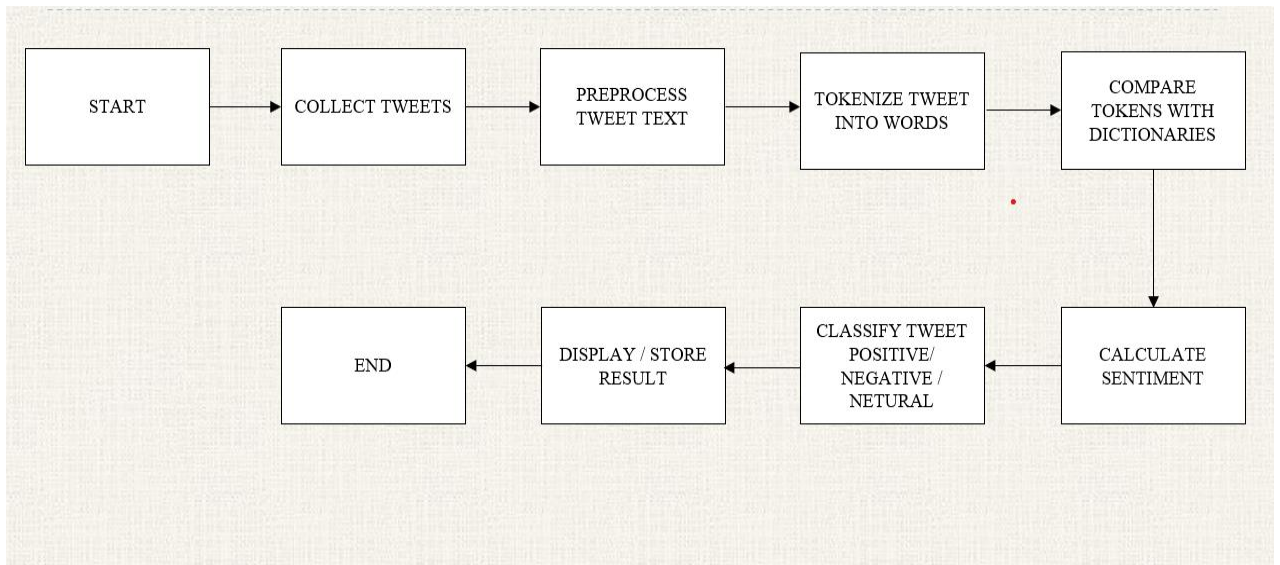 START
COLLECT TWEETS
PREPROCESS
TWEET TEXT
TOKENIZE TWEET
INTO WORDS
COMPARE
TOKENS WITH
DICTIONARIES
CALCULATE
SENTIMENT
CLASSIFY TWEET
POSITIVE/
NEGATIVE /
NETURAL
DISPLAY / STORE
RESULT
END